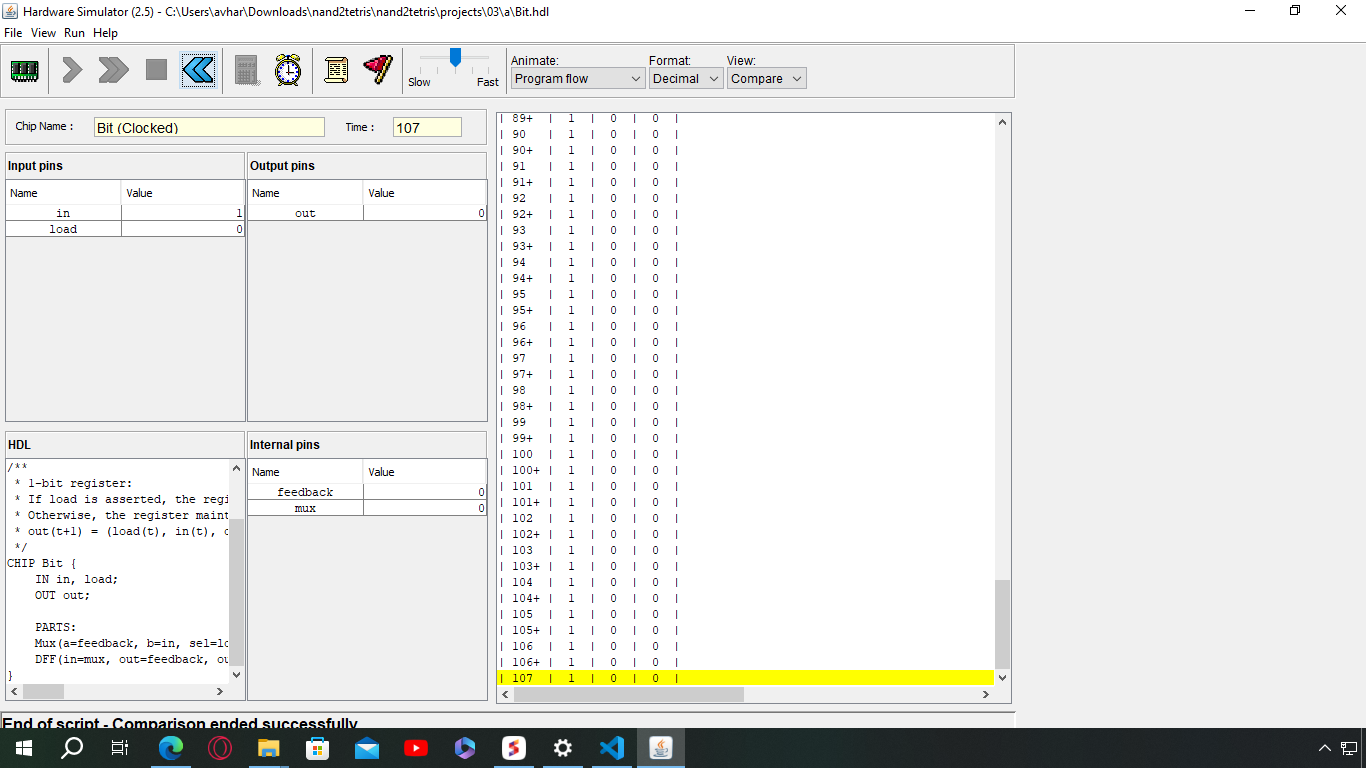 Hardware Simulator (2.5) - C:\Users\avhar\Downloads\nand2tetris\nand2tetris\projects\03\a\Bit.hdl
File View Run Help
Animate: Format: View:
Slow Fast Program flow Decimal Compare
Chip Name : Bit (Clocked) Time : 107
Input pins
Name Value
in 1
load 0
Output pins
Name Value
out 0
HDL
/**
* 1-bit register:
* If load is asserted, the regi
* Otherwise, the register maint
* out(t+1) = (load(t), in(t), o
*/
CHIP Bit {
IN in, load;
OUT out;
PARTS:
Mux(a=feedback, b=in, sel=lo
DFF(in=mux, out=feedback, ou
}
Internal pins
Name Value
feedback 0
mux 0
| 89+ | 1 | 0 | 0 |
| 90 | 1 | 0 | 0 |
| 90+ | 1 | 0 | 0 |
| 91 | 1 | 0 | 0 |
| 91+ | 1 | 0 | 0 |
| 92 | 1 | 0 | 0 |
| 92+ | 1 | 0 | 0 |
| 93 | 1 | 0 | 0 |
| 93+ | 1 | 0 | 0 |
| 94 | 1 | 0 | 0 |
| 94+ | 1 | 0 | 0 |
| 95 | 1 | 0 | 0 |
| 95+ | 1 | 0 | 0 |
| 96 | 1 | 0 | 0 |
| 96+ | 1 | 0 | 0 |
| 97 | 1 | 0 | 0 |
| 97+ | 1 | 0 | 0 |
| 98 | 1 | 0 | 0 |
| 98+ | 1 | 0 | 0 |
| 99 | 1 | 0 | 0 |
| 99+ | 1 | 0 | 0 |
| 100 | 1 | 0 | 0 |
| 100+ | 1 | 0 | 0 |
| 101 | 1 | 0 | 0 |
| 101+ | 1 | 0 | 0 |
| 102 | 1 | 0 | 0 |
| 102+ | 1 | 0 | 0 |
| 103 | 1 | 0 | 0 |
| 103+ | 1 | 0 | 0 |
| 104 | 1 | 0 | 0 |
| 104+ | 1 | 0 | 0 |
| 105 | 1 | 0 | 0 |
| 105+ | 1 | 0 | 0 |
| 106 | 1 | 0 | 0 |
| 106+ | 1 | 0 | 0 |
| 107 | 1 | 0 | 0 |
End of script - Comparison ended successfully